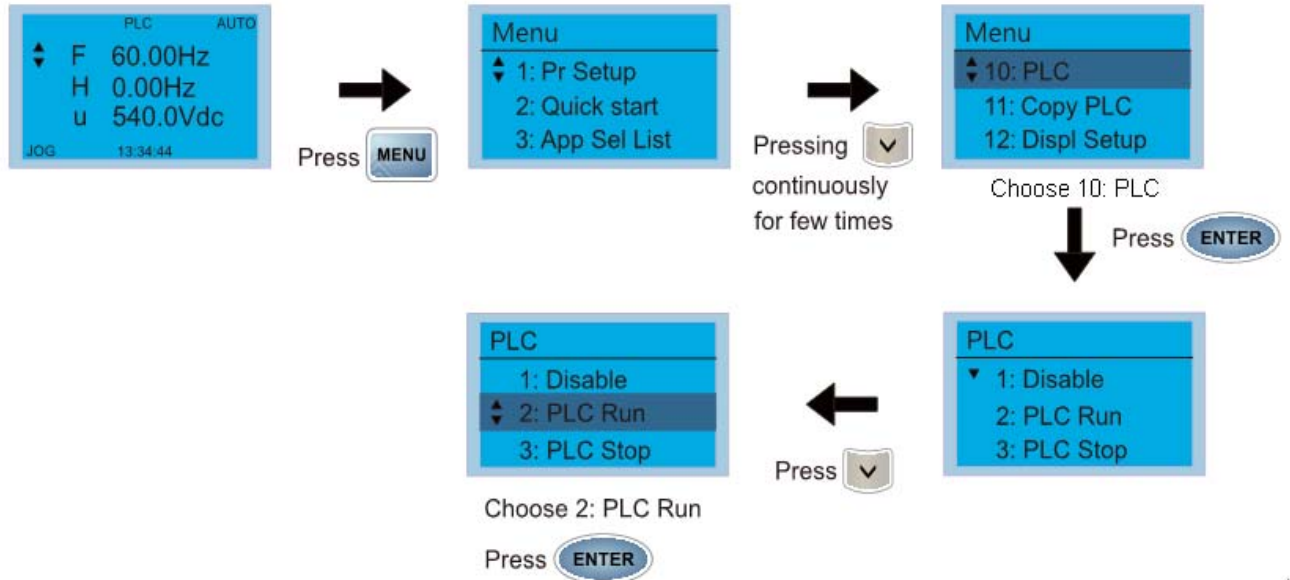 PLC AUTO
F 60.00Hz
H 0.00Hz
u 540.0Vdc
JOG 13:34:44
Press MENU
Menu
1: Pr Setup
2: Quick start
3: App Sel List
Pressing
continuously
for few times
Menu
10: PLC
11: Copy PLC
12: Displ Setup
Choose 10: PLC
Press ENTER
PLC
1: Disable
2: PLC Run
3: PLC Stop
Press
PLC
1: Disable
2: PLC Run
3: PLC Stop
Choose 2: PLC Run
Press ENTER